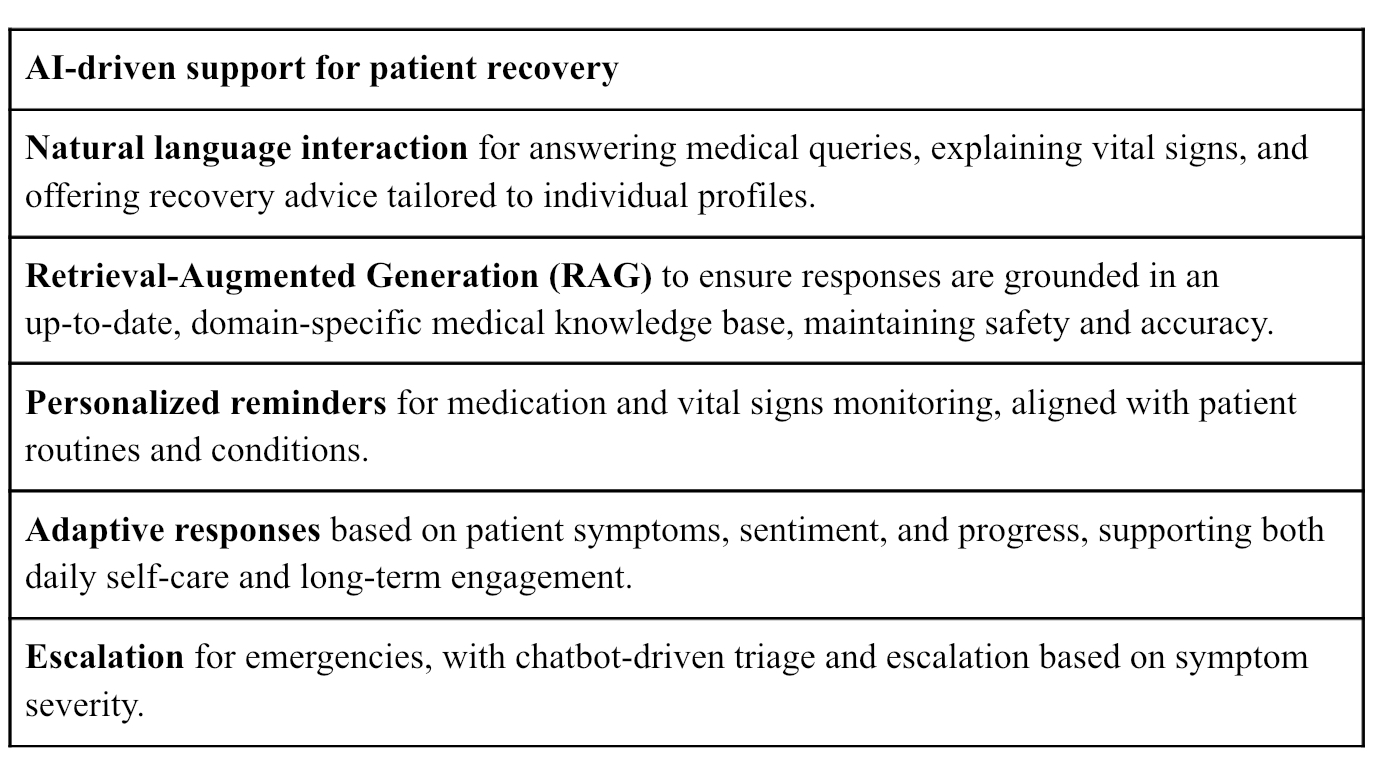 AI-driven support for patient recovery
Natural language interaction for answering medical queries, explaining vital signs, and
offering recovery advice tailored to individual profiles.
Retrieval-Augmented Generation (RAG) to ensure responses are grounded in an
up-to-date, domain-specific medical knowledge base, maintaining safety and accuracy.
Personalized reminders for medication and vital signs monitoring, aligned with patient
routines and conditions.
Adaptive responses based on patient symptoms, sentiment, and progress, supporting both
daily self-care and long-term engagement.
Escalation for emergencies, with chatbot-driven triage and escalation based on symptom
severity.